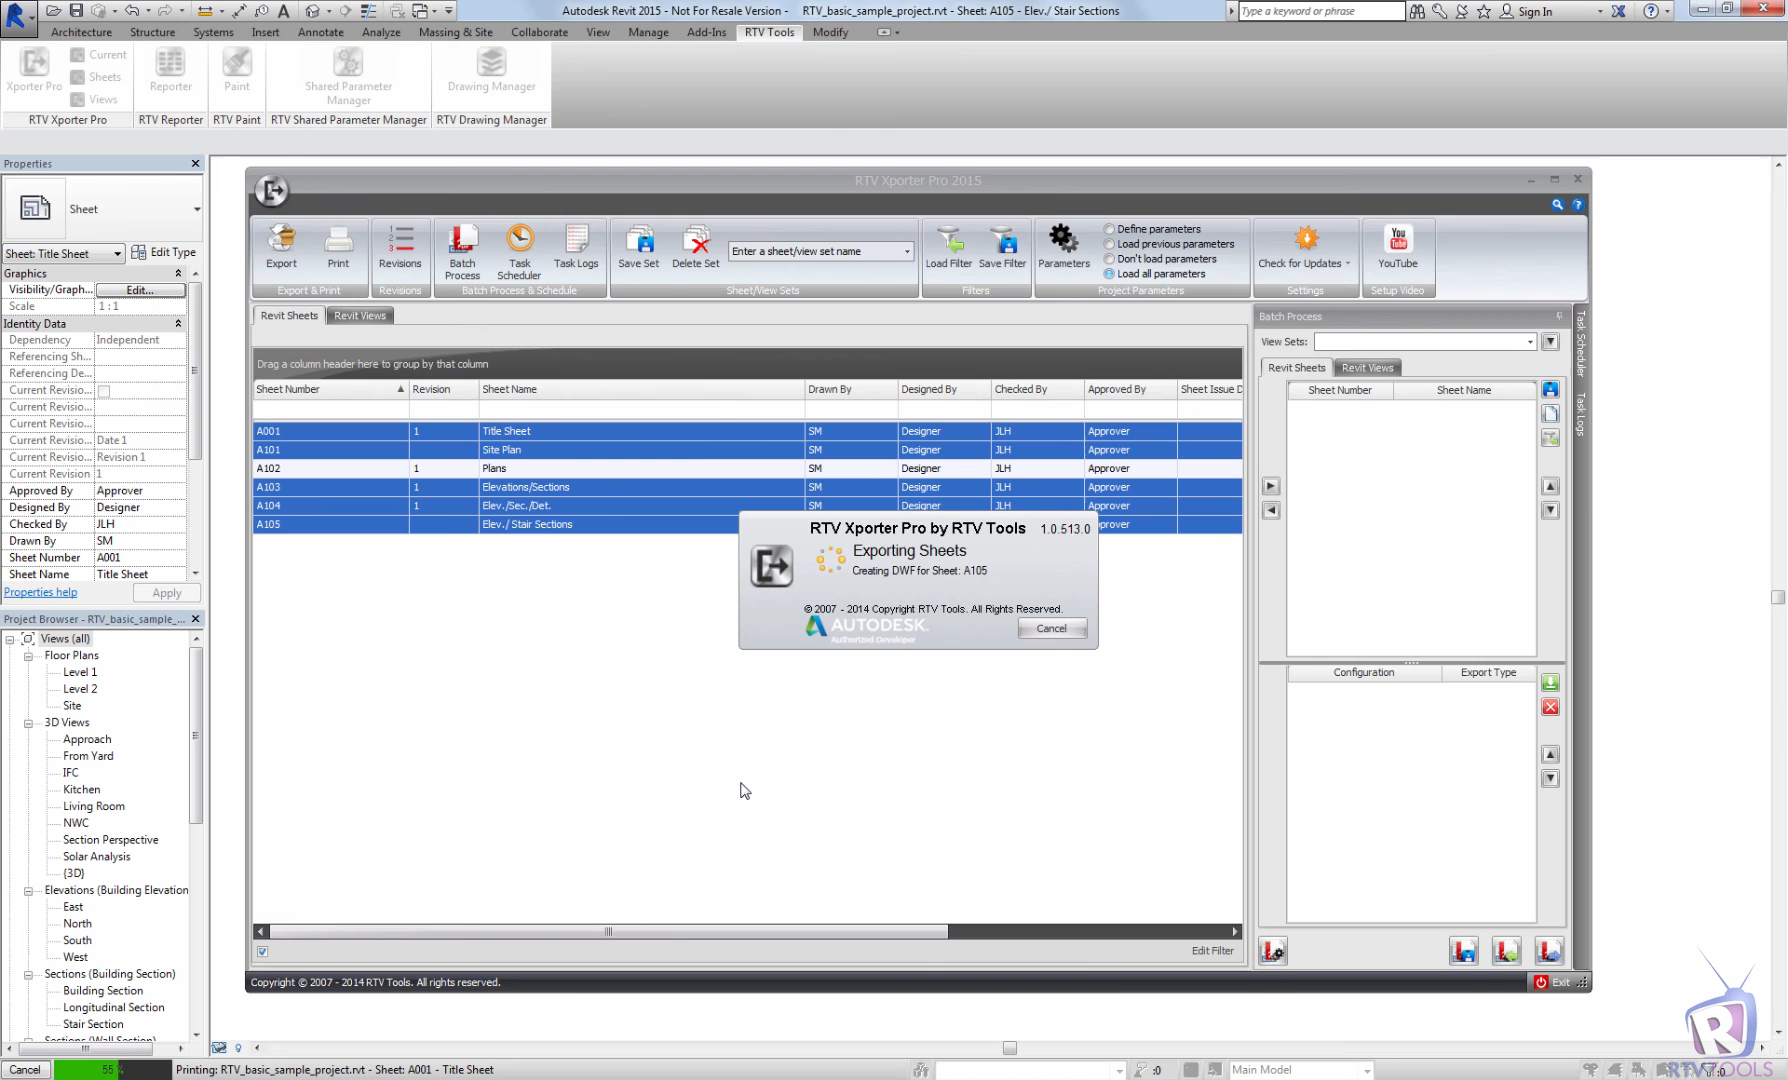 Autodesk Revit 2015 - Not For Resale Version - RTV_basic_sample_project.rvt - Sheet: A105 - Elev./ Stair Sections
Type a keyword or phrase
Sign In
Architecture Structure Systems Insert Annotate Analyze Massing & Site Collaborate View Manage Add-Ins RTV Tools Modify
Xporter Pro
Current
Sheets
Views
Reporter
Paint
Shared Parameter
Manager
Drawing Manager
RTV Xporter Pro RTV Reporter RTV Paint RTV Shared Parameter Manager RTV Drawing Manager
Properties
Sheet
Sheet: Title Sheet Edit Type
Graphics
Visibility/Graph... Edit...
Scale 1 : 1
Identity Data
Dependency Independent
Referencing Sh...
Referencing De...
Current Revisio...
Current Revisio...
Current Revisio...
Current Revisio... Date 1
Current Revisio... Revision 1
Current Revision 1
Approved By Approver
Designed By Designer
Checked By JLH
Drawn By SM
Sheet Number A001
Sheet Name Title Sheet
Properties help Apply
Project Browser - RTV_basic_sample_...
Views (all)
Floor Plans
Level 1
Level 2
Site
3D Views
Approach
From Yard
IFC
Kitchen
Living Room
NWC
Section Perspective
Solar Analysis
{3D}
Elevations (Building Elevation
East
North
South
West
Sections (Building Section)
Building Section
Longitudinal Section
Stair Section
Sections (Wall Section)
RTV Xporter Pro 2015
Export
Print
Export & Print
Revisions
Revisions
Batch
Process
Task
Scheduler
Task Logs
Batch Process & Schedule
Save Set
Delete Set
Enter a sheet/view set name
Sheet/View Sets
Load Filter
Save Filter
Filters
Parameters
Define parameters
Load previous parameters
Don't load parameters
Load all parameters
Project Parameters
Check for Updates
Settings
You
Tube
YouTube
Setup Video
Revit Sheets Revit Views
Drag a column header here to group by that column
Sheet Number Revision Sheet Name Drawn By Designed By Checked By Approved By Sheet Issue D
A001 1 Title Sheet SM Designer JLH Approver
A101 Site Plan SM Designer JLH Approver
A102 1 Plans SM Designer JLH Approver
A103 1 Elevations/Sections SM Designer JLH Approver
A104 1 Elev./Sec./Det. SM Designer JLH Approver
A105 Elev./ Stair Sections prover
RTV Xporter Pro by RTV Tools 1.0.513.0
Exporting Sheets
Creating DWF for Sheet: A105
© 2007 - 2014 Copyright RTV Tools. All Rights Reserved.
AUTODESK.
Authorized Developer
Cancel
Edit Filter
Copyright © 2007 - 2014 RTV Tools. All rights reserved.
Exit
Batch Process
View Sets:
Revit Sheets Revit Views
Sheet Number Sheet Name
Configuration Export Type
Task Scheduler
Task Logs
Cancel 55 % Printing: RTV_basic_sample_project.rvt - Sheet: A001 - Title Sheet
:0
Main Model
:0
R
RTVTOOLS